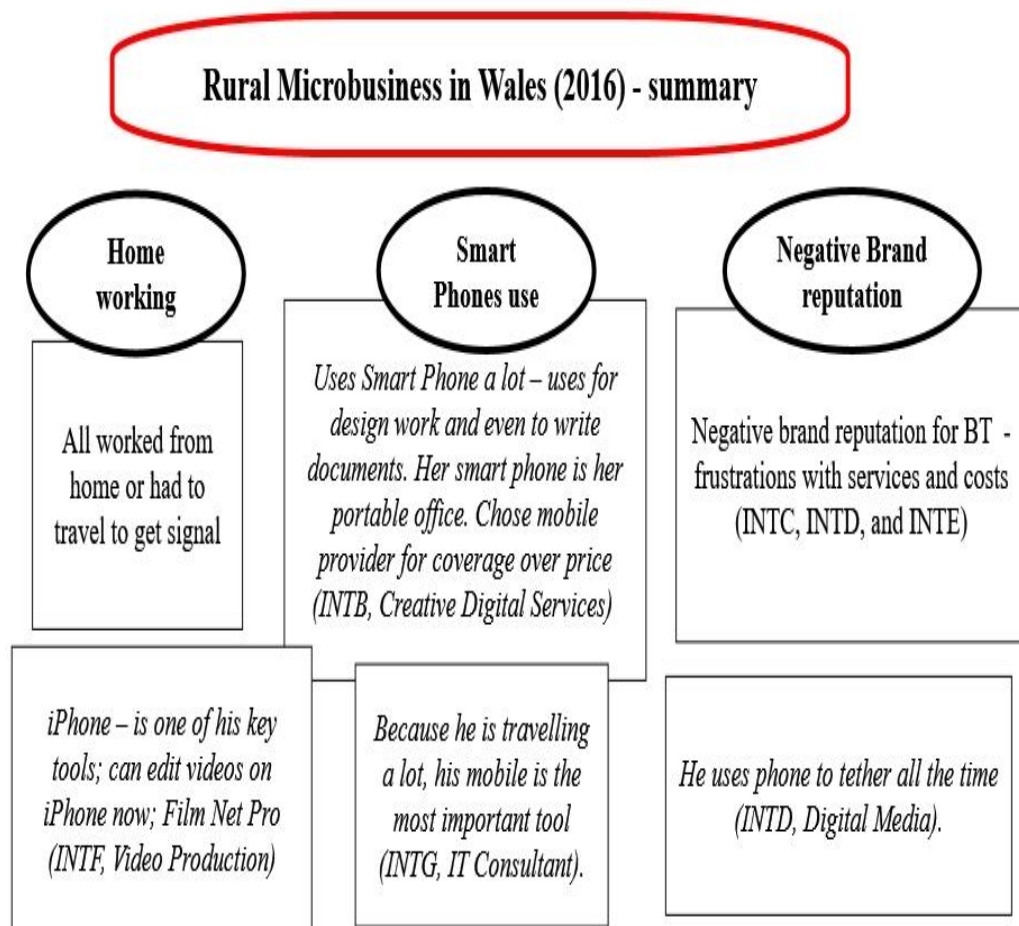 Rural Microbusiness in Wales (2016) - summary
Home
working
Smart
Phones use
Negative Brand
reputation
All worked from
home or had to
travel to get signal
Uses Smart Phone a lot – uses for
design work and even to write
documents. Her smart phone is her
portable office. Chose mobile
provider for coverage over price
(INTB, Creative Digital Services)
Negative brand reputation for BT -
frustrations with services and costs
(INTC, INTD, and INTE)
iPhone – is one of his key
tools; can edit videos on
iPhone now; Film Net Pro
(INTF, Video Production)
Because he is travelling
a lot, his mobile is the
most important tool
(INTG, IT Consultant).
He uses phone to tether all the time
(INTD, Digital Media).